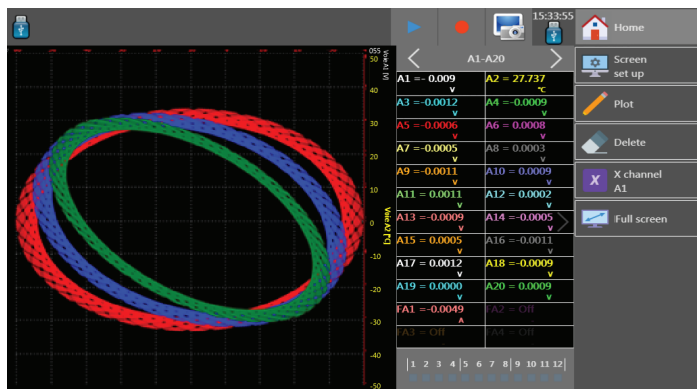 15:33:55
Home
055
Voie A1 [V]
50
40
30
20
10
0
-10
-20
-30
-40
-50
Voie A2 [°C]
A1-A20
A1 =-0.009
V
A2 = 27.737
°C
A3 =-0.0012
V
A4 =-0.0009
V
A5 =-0.0006
V
A6 = 0.0008
V
A7 =-0.0005
V
A8 = 0.0003
V
A9 =-0.0011
V
A10 = 0.0009
V
A11 = 0.0011
V
A12 = 0.0002
V
A13 =-0.0009
V
A14 =-0.0005
V
A15 = 0.0005
V
A16 =-0.0011
V
A17 = 0.0012
V
A18 =-0.0009
V
A19 = 0.0000
V
A20 = 0.0009
V
FA1 =-0.0049
A
FA2 = Off
FA3 = Off
FA4 = Off
1 2 3 4 5 6 7 8 9 10 11 12
Screen
set up
Plot
Delete
X
X channel
A1
Full screen